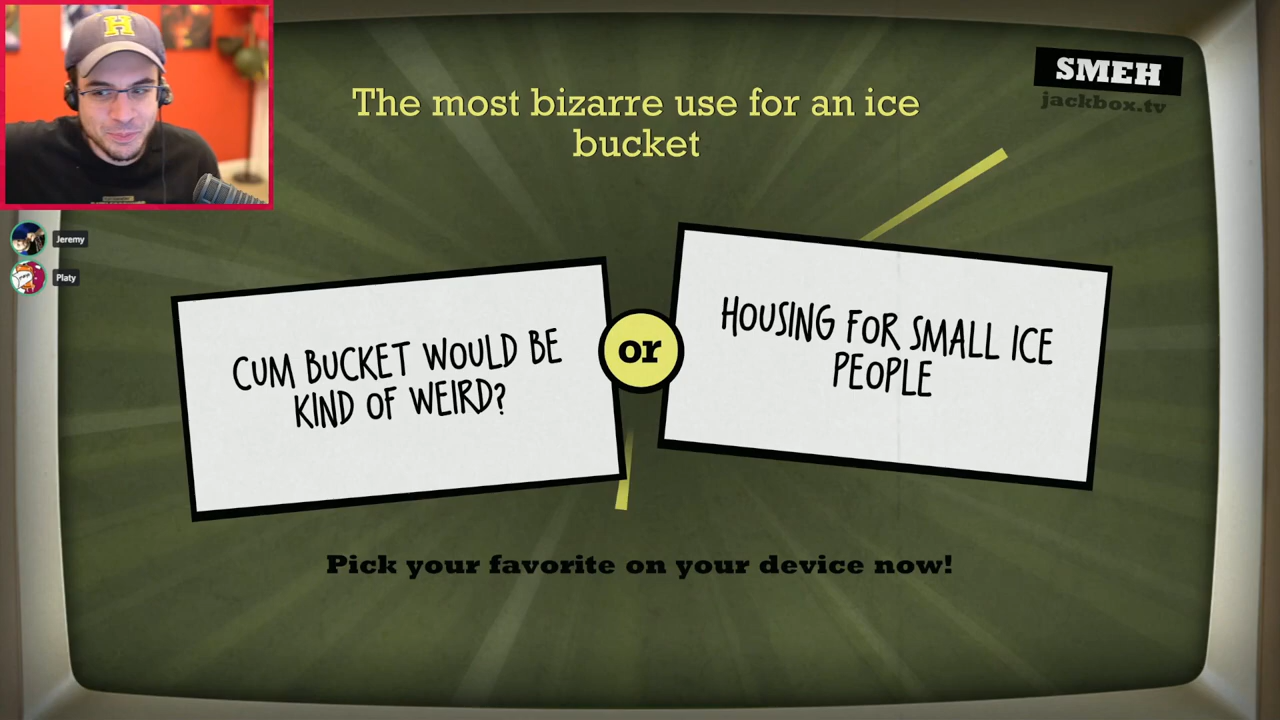 H
SMEH
jackbox.tv
The most bizarre use for an ice
bucket
Jeremy
Platy
CUM BUCKET WOULD BE
KIND OF WEIRD?
or
HOUSING FOR SMALL ICE
PEOPLE
Pick your favorite on your device now!